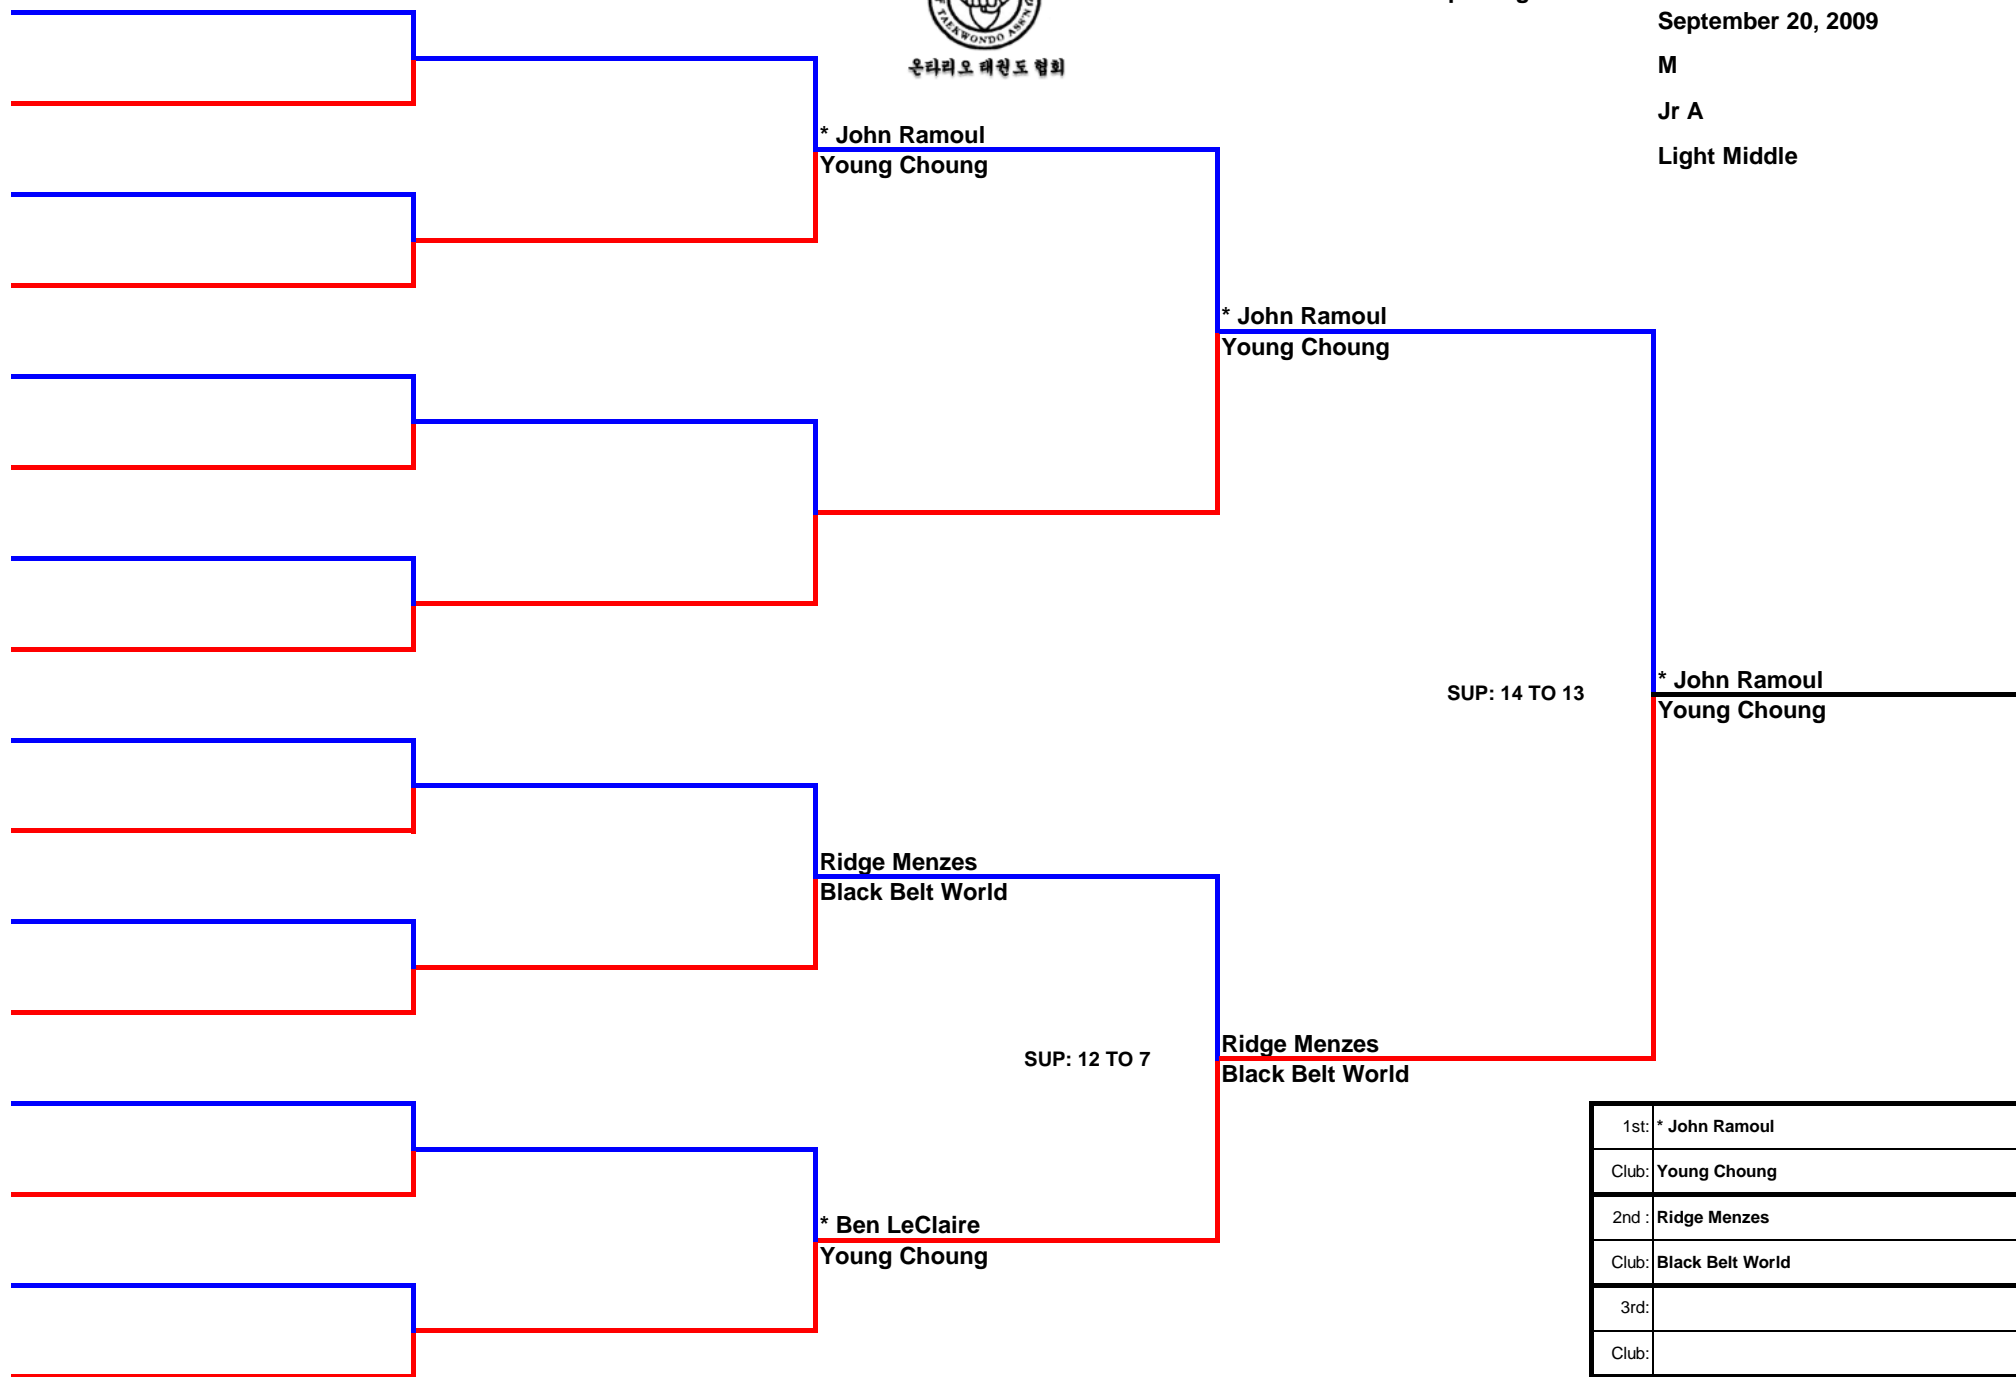 TAEKWONDO ASS'N
온타리오 태권도 협회
September 20, 2009
M
Jr A
Light Middle
* John Ramoul
Young Choung
* John Ramoul
Young Choung
SUP: 14 TO 13
* John Ramoul
Young Choung
Ridge Menzes
Black Belt World
SUP: 12 TO 7
Ridge Menzes
Black Belt World
* Ben LeClaire
Young Choung
1st: * John Ramoul
Club: Young Choung
2nd : Ridge Menzes
Club: Black Belt World
3rd:
Club: